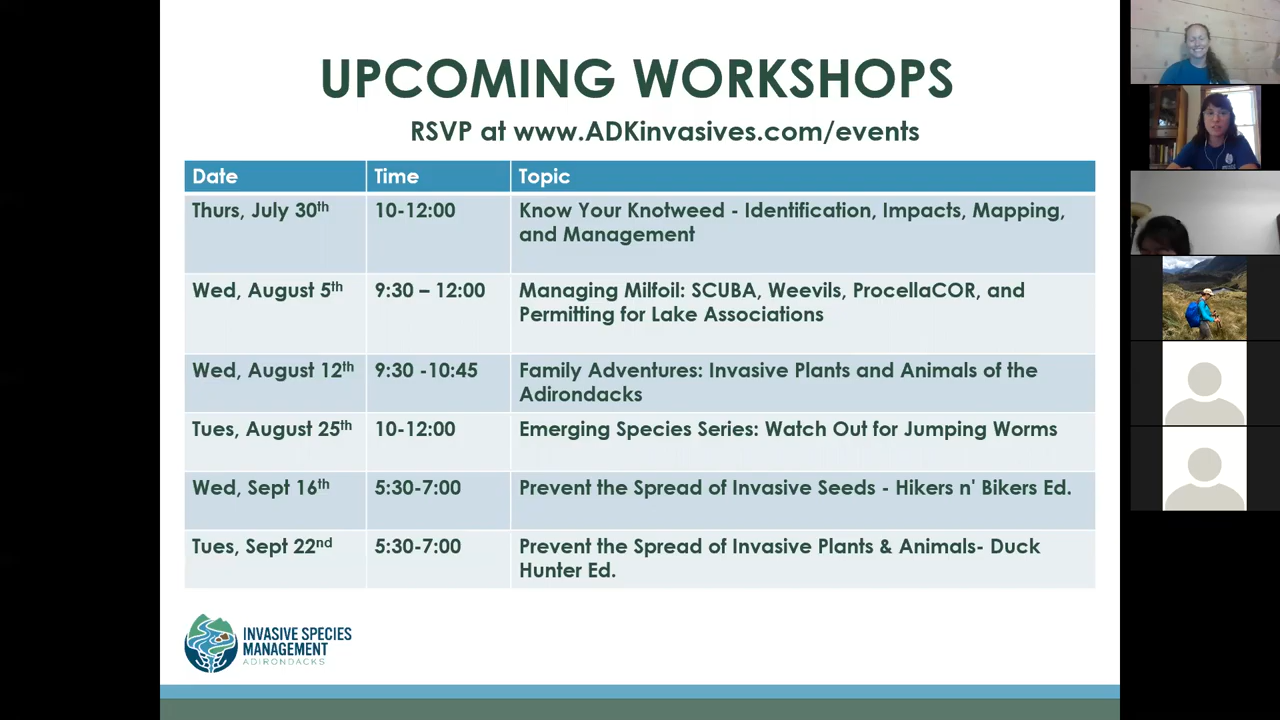 UPCOMING WORKSHOPS
RSVP at www.ADKinvasives.com/events
Date Time Topic
Thurs, July 30th 10-12:00 Know Your Knotweed - Identification, Impacts, Mapping,
and Management
Wed, August 5th 9:30 – 12:00 Managing Milfoil: SCUBA, Weevils, ProcellaCOR, and
Permitting for Lake Associations
Wed, August 12th 9:30 -10:45 Family Adventures: Invasive Plants and Animals of the
Adirondacks
Tues, August 25th 10-12:00 Emerging Species Series: Watch Out for Jumping Worms
Wed, Sept 16th 5:30-7:00 Prevent the Spread of Invasive Seeds - Hikers n' Bikers Ed.
Tues, Sept 22nd 5:30-7:00 Prevent the Spread of Invasive Plants & Animals- Duck
Hunter Ed.
INVASIVE SPECIES
MANAGEMENT
ADIRONDACKS